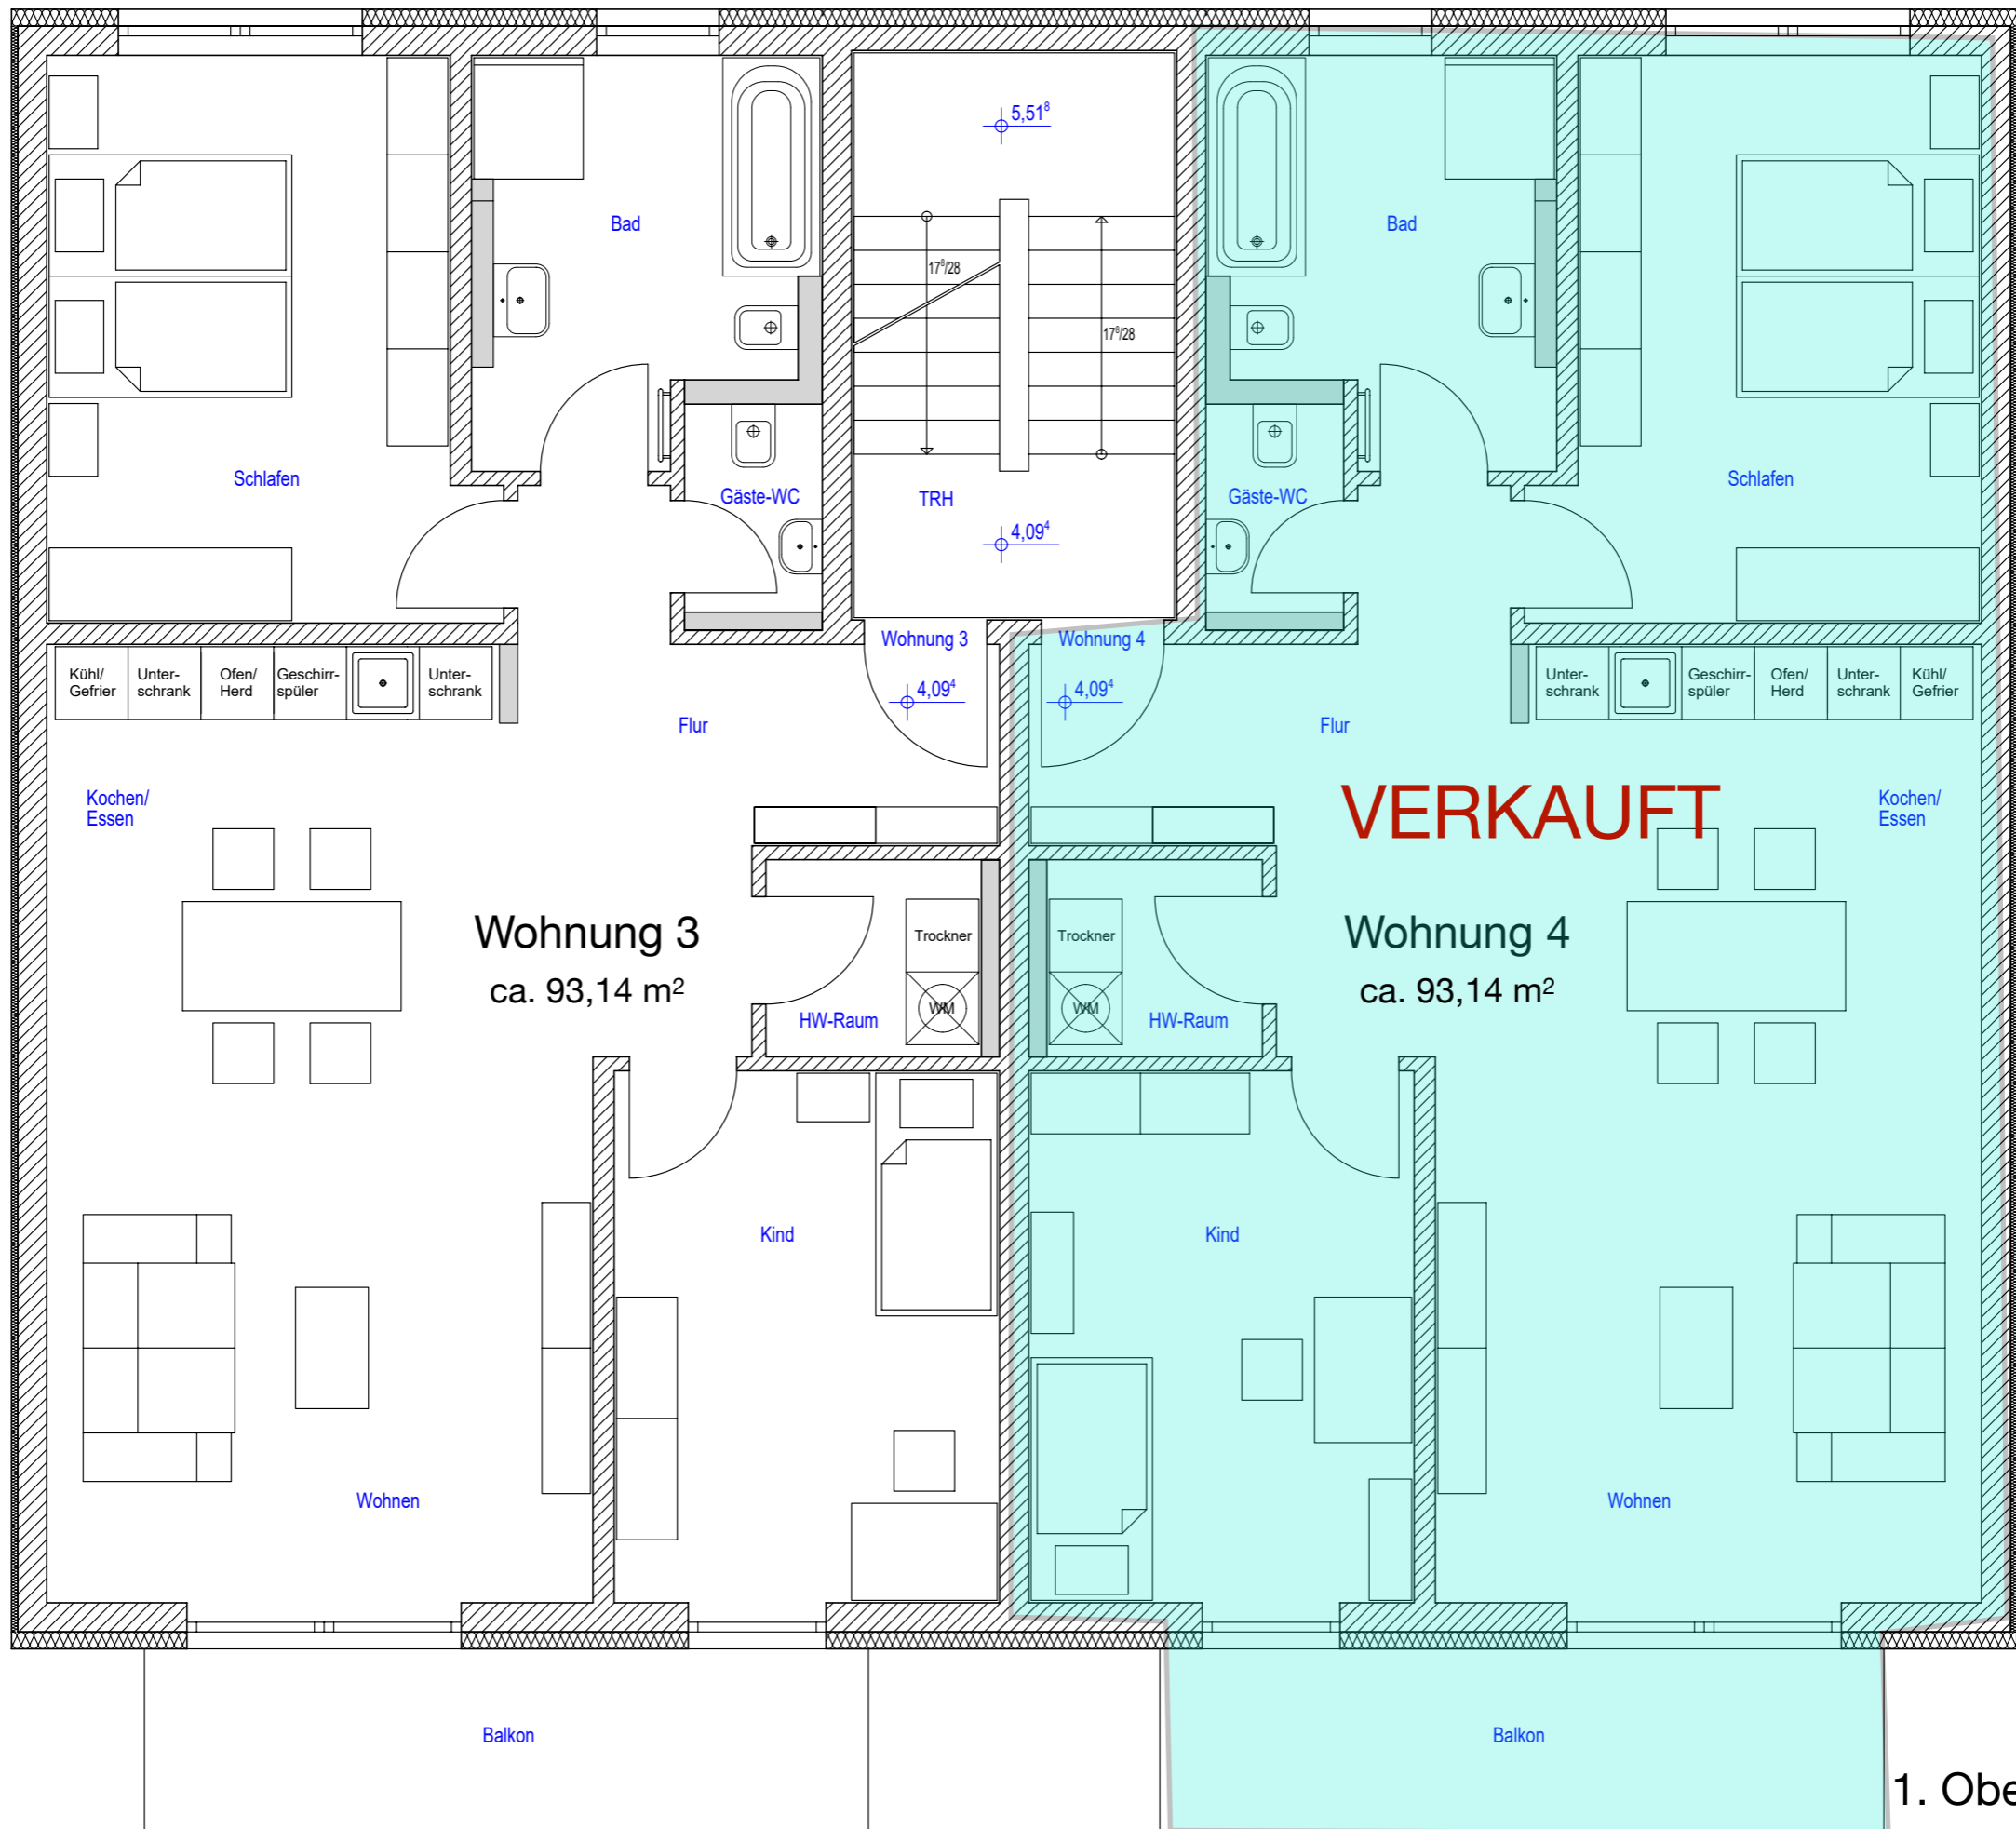 5,51⁸
Bad
Bad
17⁸/28
17⁸/28
Schlafen
Gäste-WC
TRH
Gäste-WC
Schlafen
4,09⁴
Wohnung 3
Wohnung 4
Kühl/
Gefrier
Unter-
schrank
Ofen/
Herd
Geschirr-
spüler
Unter-
schrank
4,09⁴
4,09⁴
Unter-
schrank
Geschirr-
spüler
Ofen/
Herd
Unter-
schrank
Kühl/
Gefrier
Flur
Flur
Kochen/
Essen
VERKAUFT
Kochen/
Essen
Wohnung 3
ca. 93,14 m²
Trockner
Trockner
Wohnung 4
ca. 93,14 m²
WM
WM
HW-Raum
HW-Raum
Kind
Kind
Wohnen
Wohnen
Balkon
Balkon
1. Obe